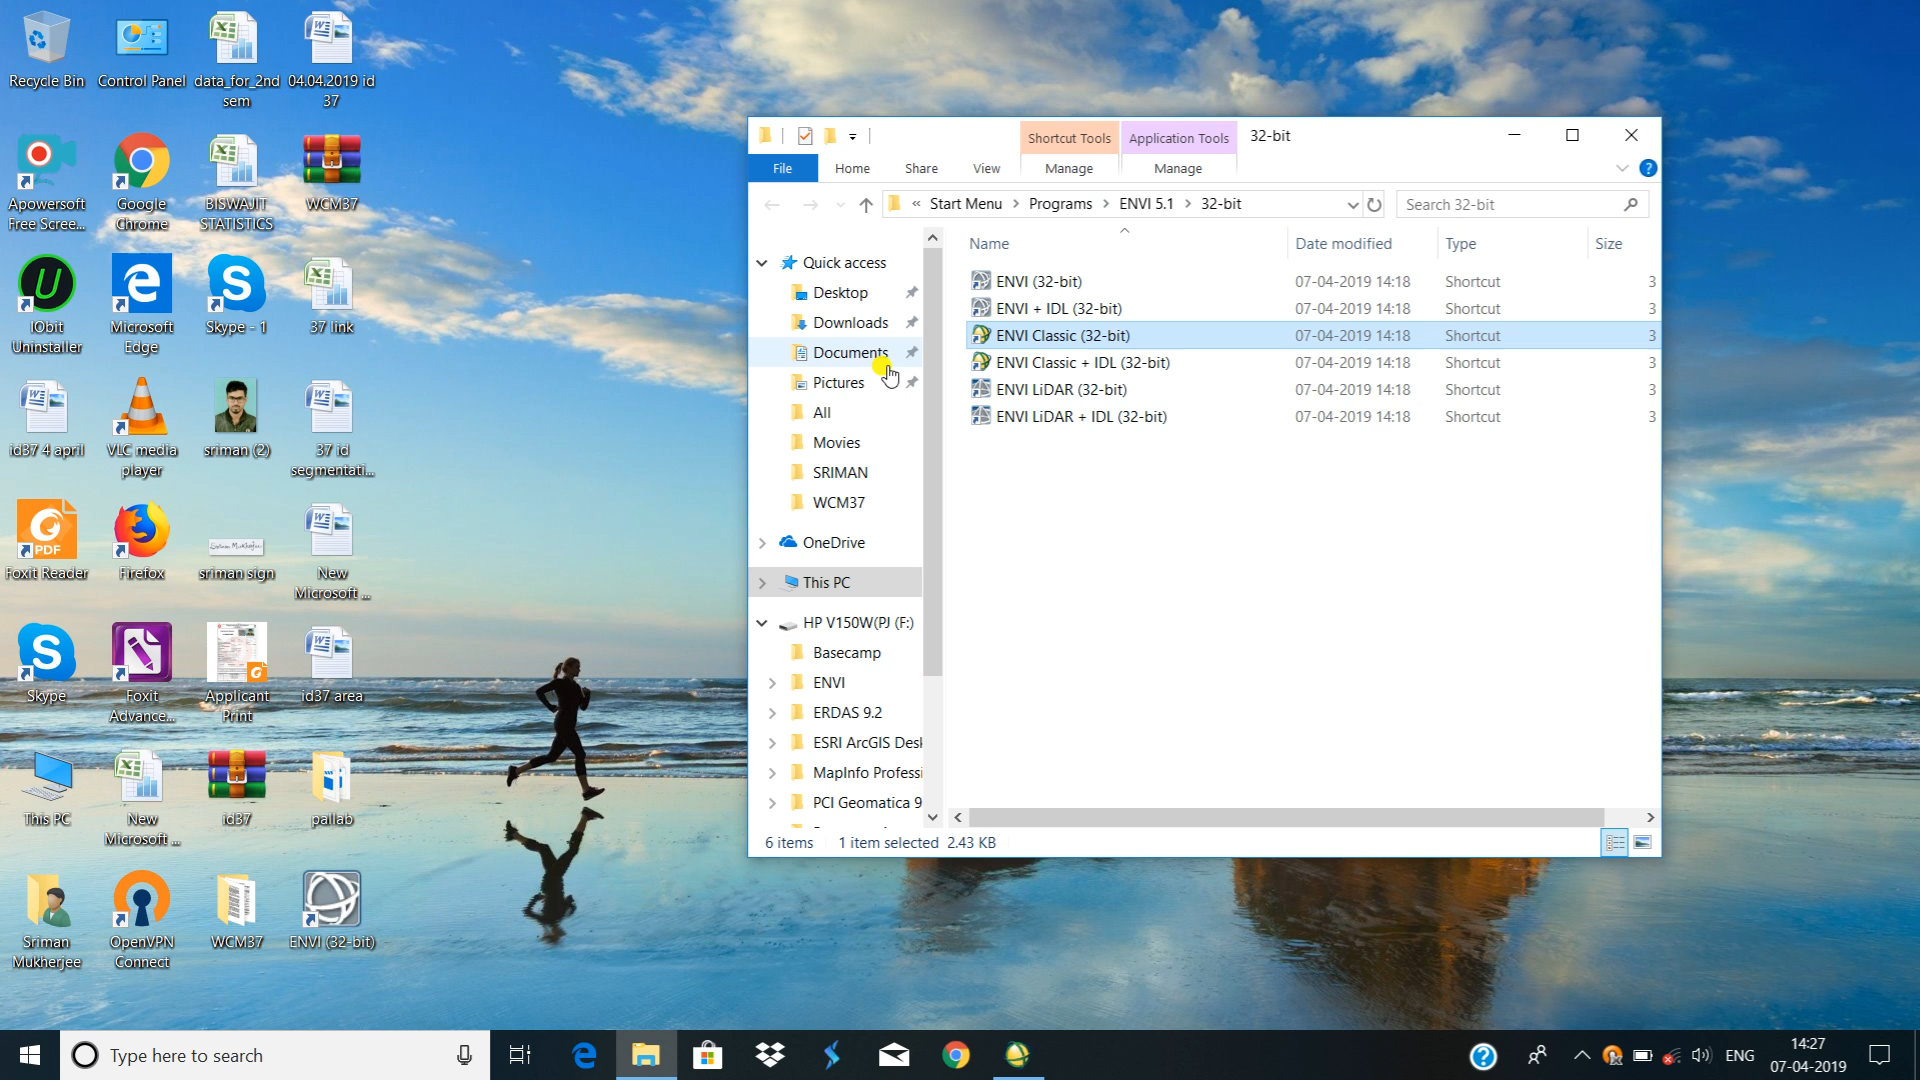 Recycle Bin
Control Panel
data_for_2nd
sem
04.04.2019 id
37
Apowersoft
Free Scree...
Google
Chrome
BISWAJIT
STATISTICS
WCM37
IObit
Uninstaller
Microsoft
Edge
Skype - 1
37 link
id37 4 april
VLC media
player
sriman (2)
37 id
segmentati...
PDF
Foxit Reader
Firefox
sriman sign
New
Microsoft ...
Skype
Foxit
Advance...
Applicant
Print
id37 area
This PC
New
Microsoft ...
id37
pallab
Sriman
Mukherjee
OpenVPN
Connect
WCM37
ENVI (32-bit)
Shortcut Tools
Application Tools
32-bit
File
Home
Share
View
Manage
Manage
« Start Menu > Programs > ENVI 5.1 > 32-bit
Search 32-bit
Quick access
Desktop
Downloads
Documents
Pictures
All
Movies
SRIMAN
WCM37
OneDrive
This PC
HP V150W(PJ (F:)
Basecamp
ENVI
ERDAS 9.2
ESRI ArcGIS Desk
MapInfo Professi
PCI Geomatica 9
Name Date modified Type Size
ENVI (32-bit) 07-04-2019 14:18 Shortcut 3
ENVI + IDL (32-bit) 07-04-2019 14:18 Shortcut 3
ENVI Classic (32-bit) 07-04-2019 14:18 Shortcut 3
ENVI Classic + IDL (32-bit) 07-04-2019 14:18 Shortcut 3
ENVI LiDAR (32-bit) 07-04-2019 14:18 Shortcut 3
ENVI LiDAR + IDL (32-bit) 07-04-2019 14:18 Shortcut 3
6 items 1 item selected 2.43 KB
Type here to search
ENG
14:27
07-04-2019